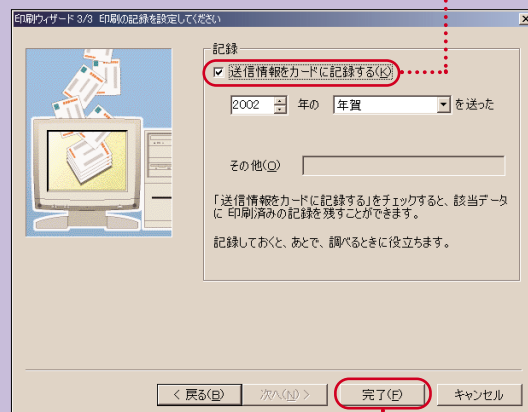 印刷ウィザード 3/3 印刷の記録を設定してください
記録
送信情報をカードに記録する(K)
2002 年の 年賀 を送った
その他(O)
「送信情報をカードに記録する」をチェックすると、該当データ
に 印刷済みの記録を残すことができます。
記録しておくと、あとで、調べるときに役立ちます。
< 戻る(B) 次へ(N) > 完了(F) キャンセル